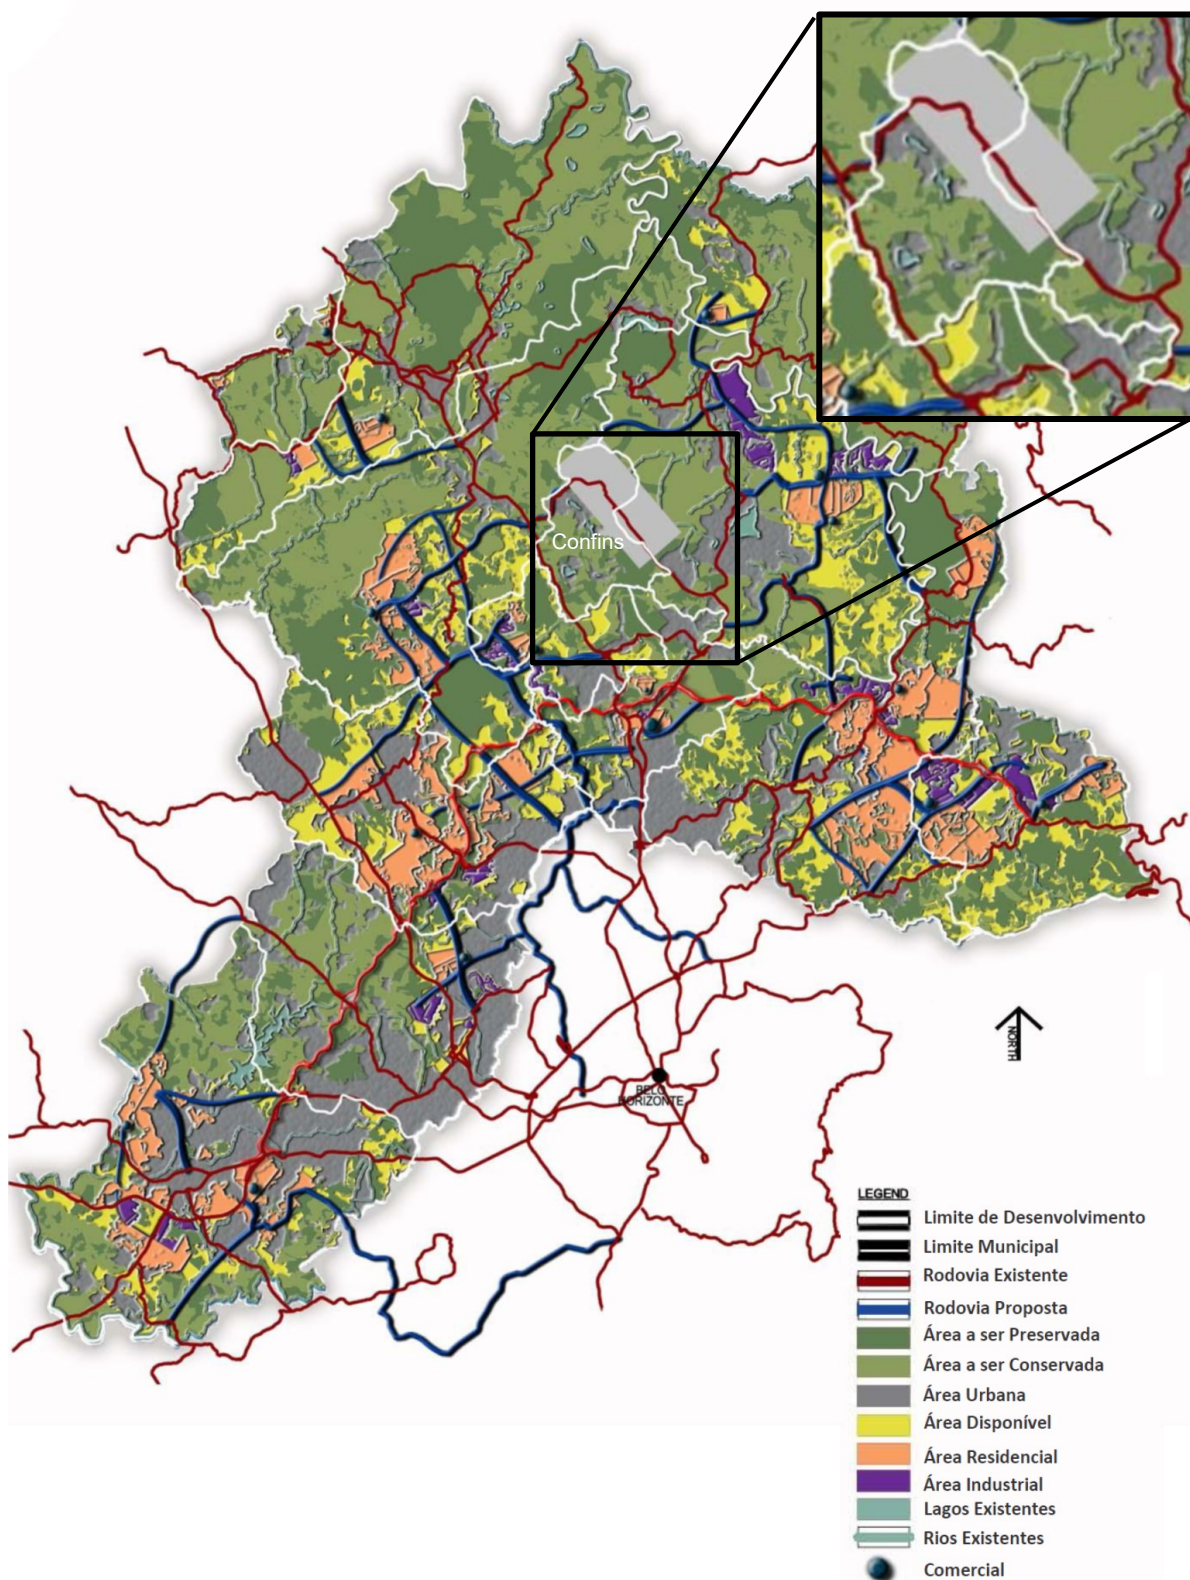 Confins
NORTH
BELO
HORIZONTE
LEGEND
Limite de Desenvolvimento
Limite Municipal
Rodovia Existente
Rodovia Proposta
Área a ser Preservada
Área a ser Conservada
Área Urbana
Área Disponível
Área Residencial
Área Industrial
Lagos Existentes
Rios Existentes
Comercial